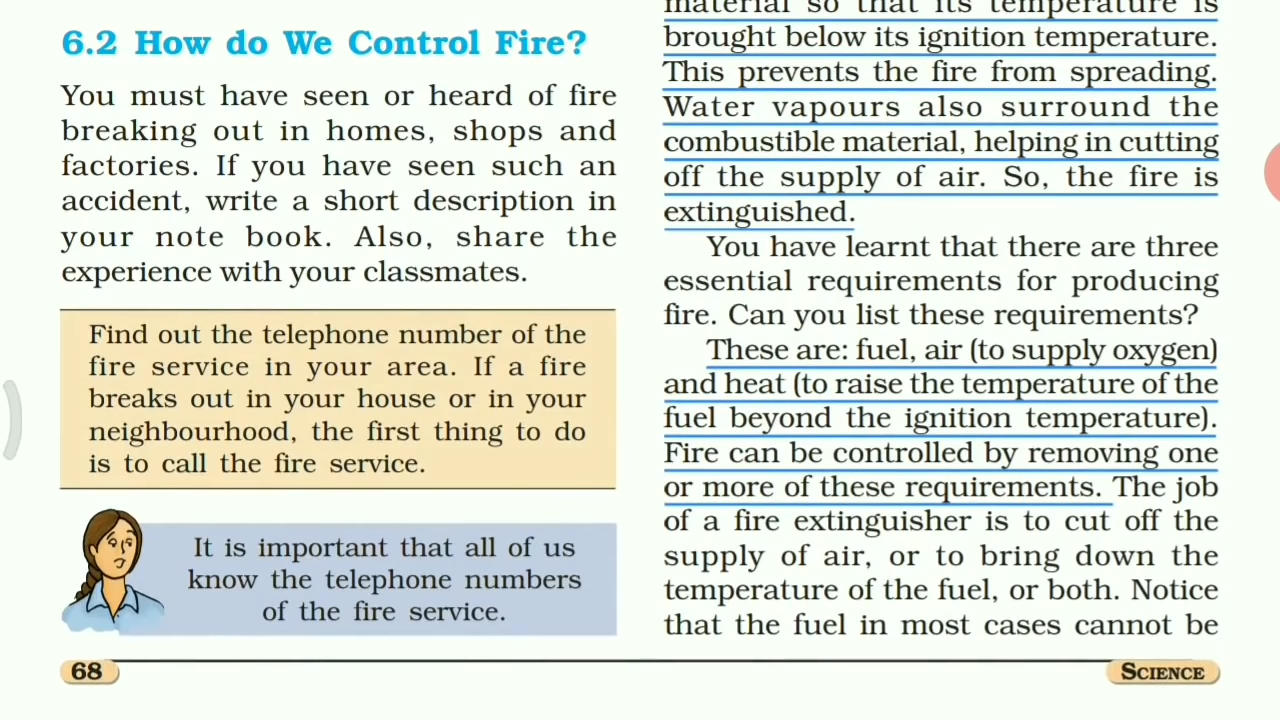 6.2 How do We Control Fire?
You must have seen or heard of fire
breaking out in homes, shops and
factories. If you have seen such an
accident, write a short description in
your note book. Also, share the
experience with your classmates.
Find out the telephone number of the
fire service in your area. If a fire
breaks out in your house or in your
neighbourhood, the first thing to do
is to call the fire service.
It is important that all of us
know the telephone numbers
of the fire service.
material so that its temperature is
brought below its ignition temperature.
This prevents the fire from spreading.
Water vapours also surround the
combustible material, helping in cutting
off the supply of air. So, the fire is
extinguished.
You have learnt that there are three
essential requirements for producing
fire. Can you list these requirements?
These are: fuel, air (to supply oxygen)
and heat (to raise the temperature of the
fuel beyond the ignition temperature).
Fire can be controlled by removing one
or more of these requirements. The job
of a fire extinguisher is to cut off the
supply of air, or to bring down the
temperature of the fuel, or both. Notice
that the fuel in most cases cannot be
68
SCIENCE